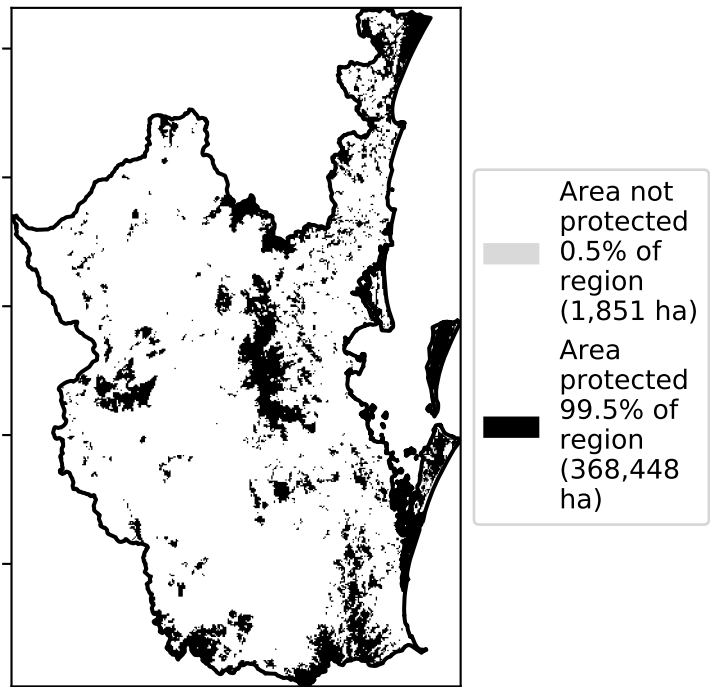 Area not
protected
0.5% of
region
(1,851 ha)
Area
protected
99.5% of
region
(368,448
ha)